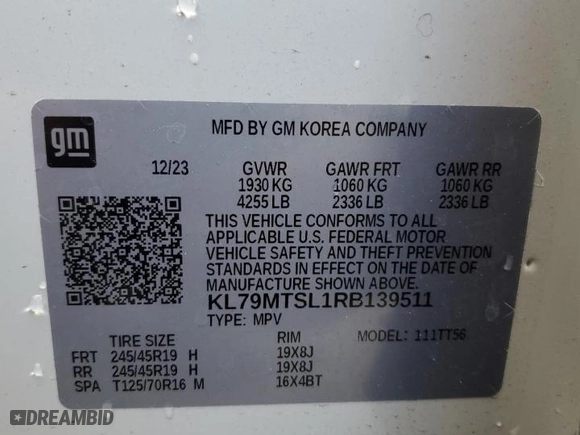 gm
MFD BY GM KOREA COMPANY
12/23 GVWR GAWR FRT GAWR RR
1930 KG 1060 KG 1060 KG
4255 LB 2336 LB 2336 LB
THIS VEHICLE CONFORMS TO ALL
APPLICABLE U.S. FEDERAL MOTOR
VEHICLE SAFETY AND THEFT PREVENTION
STANDARDS IN EFFECT ON THE DATE OF
MANUFACTURE SHOWN ABOVE.
KL79MTSL1RB139511
TYPE: MPV MODEL: 111TT56
TIRE SIZE RIM
FRT 245/45R19 H 19X8J
RR 245/45R19 H 19X8J
SPA T125/70R16 M 16X4BT
DREAMBID